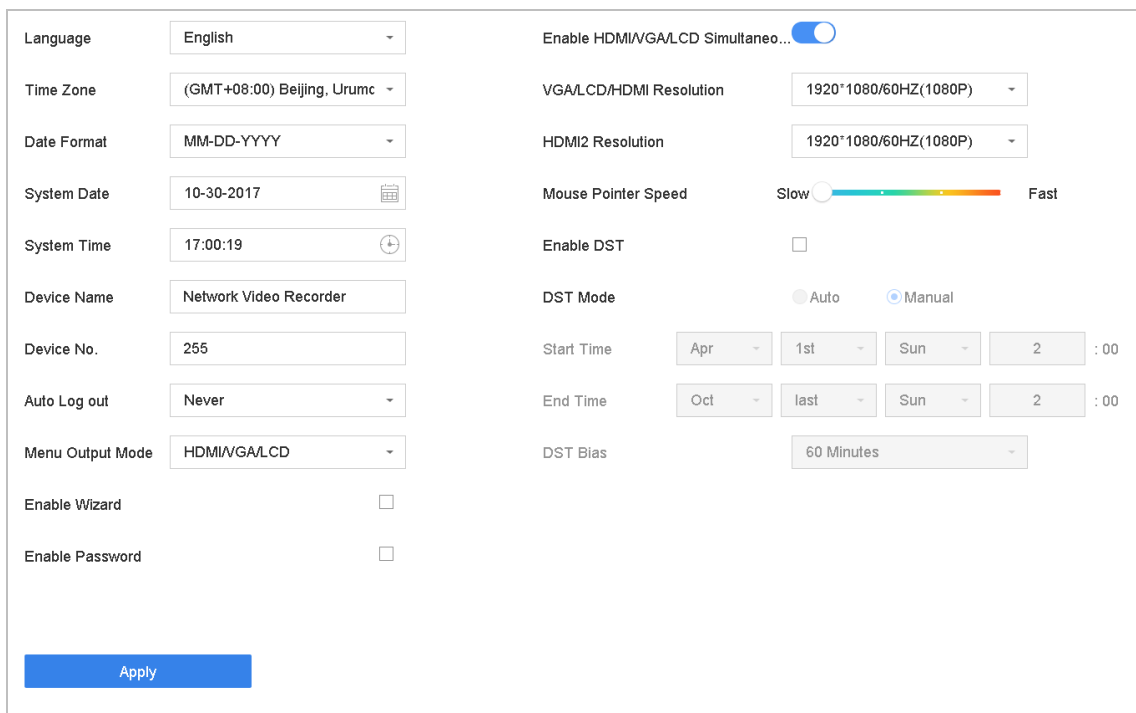 Language English
Time Zone (GMT+08:00) Beijing, Urumc
Date Format MM-DD-YYYY
System Date 10-30-2017
System Time 17:00:19
Device Name Network Video Recorder
Device No. 255
Auto Log out Never
Menu Output Mode HDMI/VGA/LCD
Enable Wizard
Enable Password
Apply
Enable HDMI/VGA/LCD Simultaneo...
VGA/LCD/HDMI Resolution 1920*1080/60HZ(1080P)
HDMI2 Resolution 1920*1080/60HZ(1080P)
Mouse Pointer Speed Slow Fast
Enable DST
DST Mode Auto Manual
Start Time Apr 1st Sun 2 : 00
End Time Oct last Sun 2 : 00
DST Bias 60 Minutes